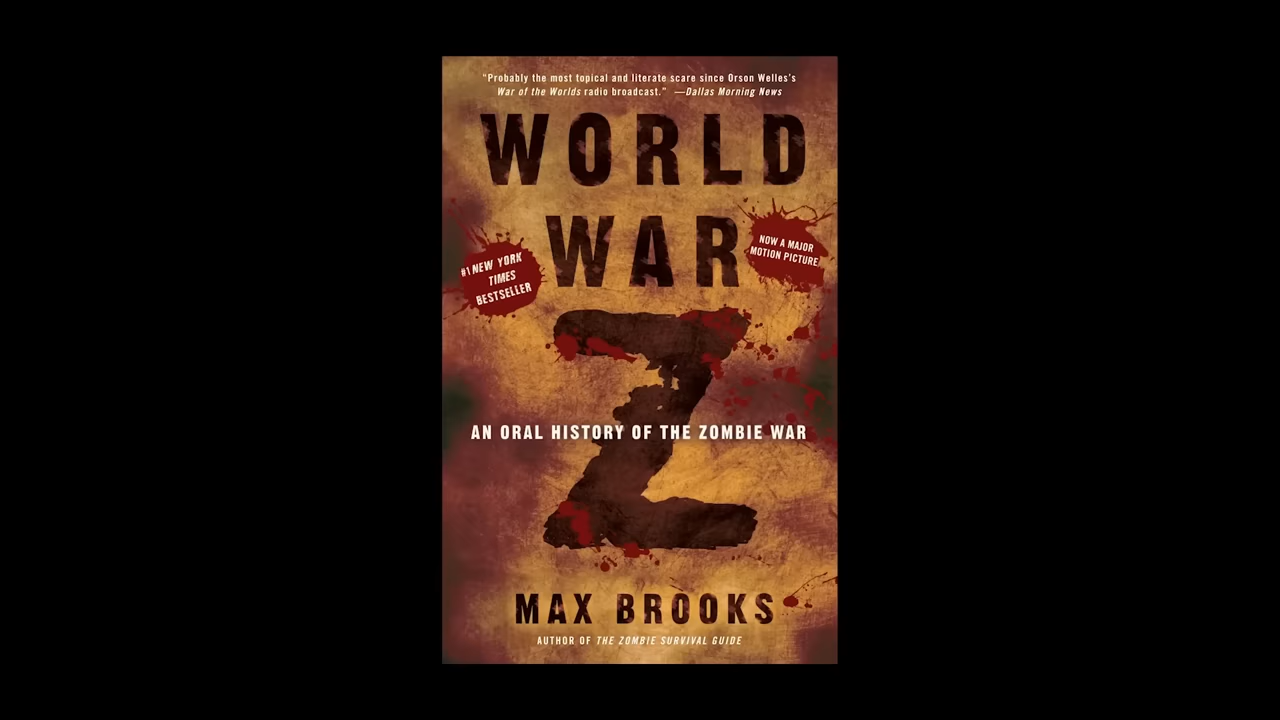 “Probably the most topical and literate scare since Orson Welles’s
War of the Worlds radio broadcast.” —Dallas Morning News
WORLD
WAR
#1 NEW YORK
TIMES
BESTSELLER
NOW A MAJOR
MOTION PICTURE
Z
AN ORAL HISTORY OF THE ZOMBIE WAR
MAX BROOKS
AUTHOR OF THE ZOMBIE SURVIVAL GUIDE